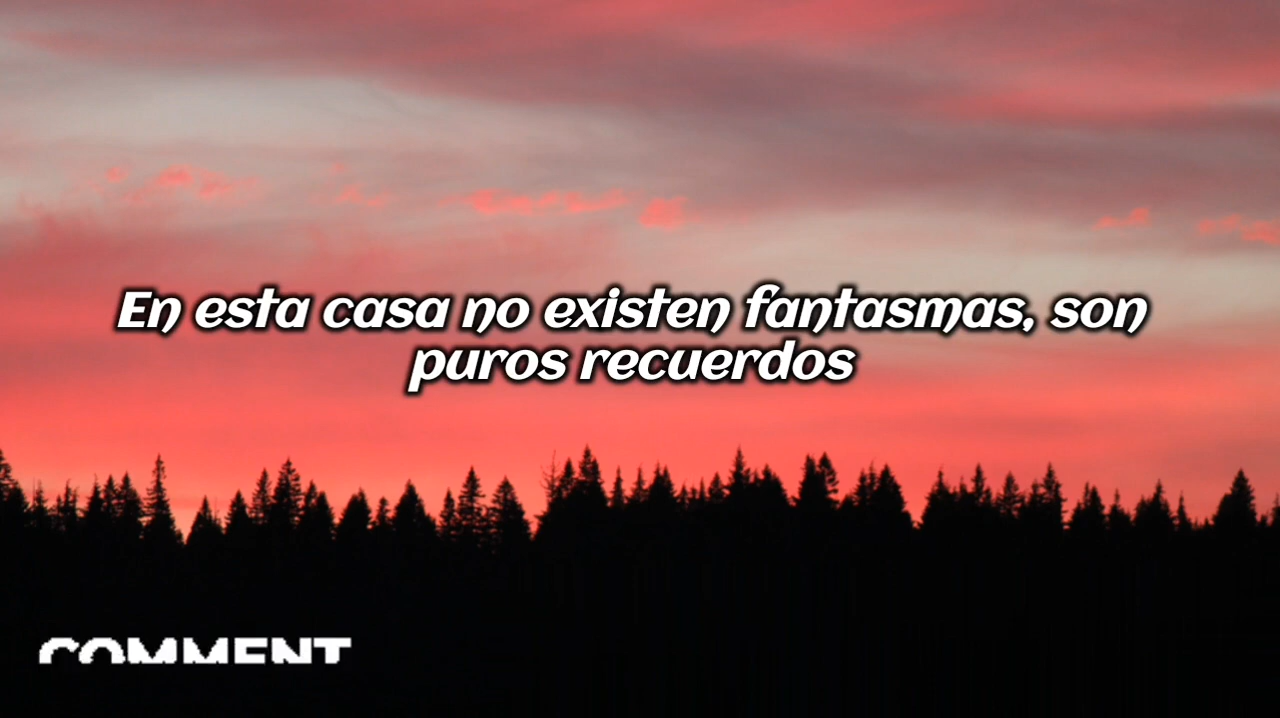 En esta casa no existen fantasmas, son
puros recuerdos
COMMENT